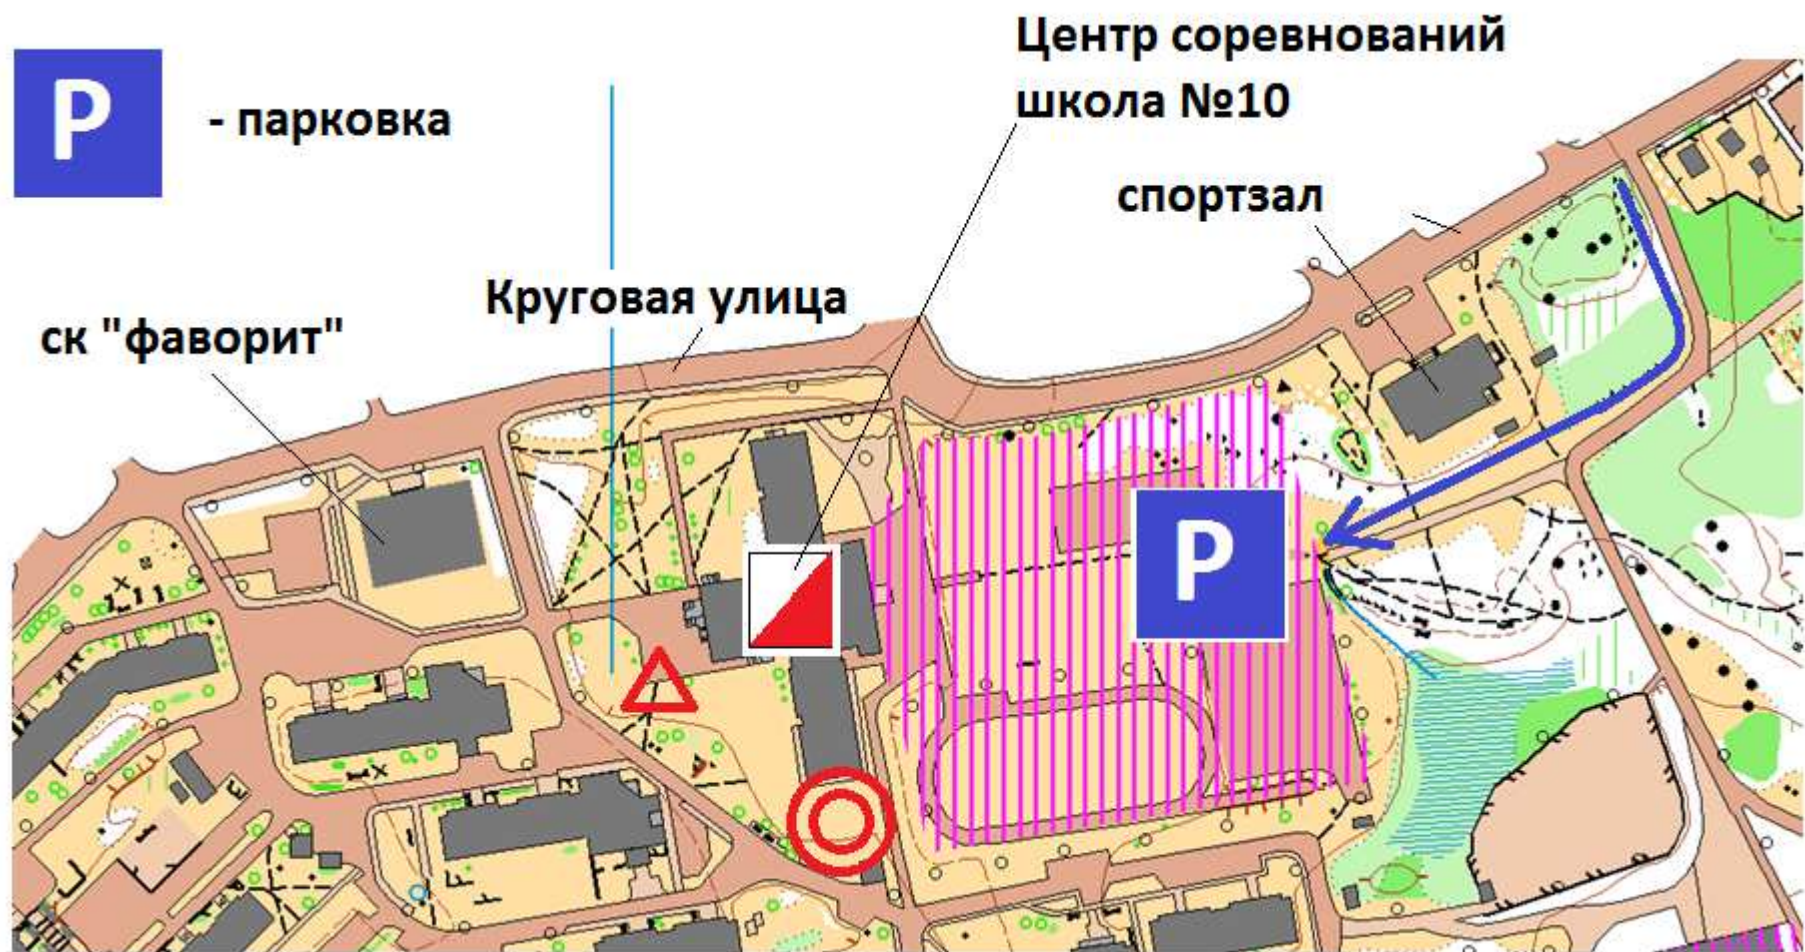 Центр соревнований
школа №10
P
- парковка
спортзал
Круговая улица
ск "фаворит"
P